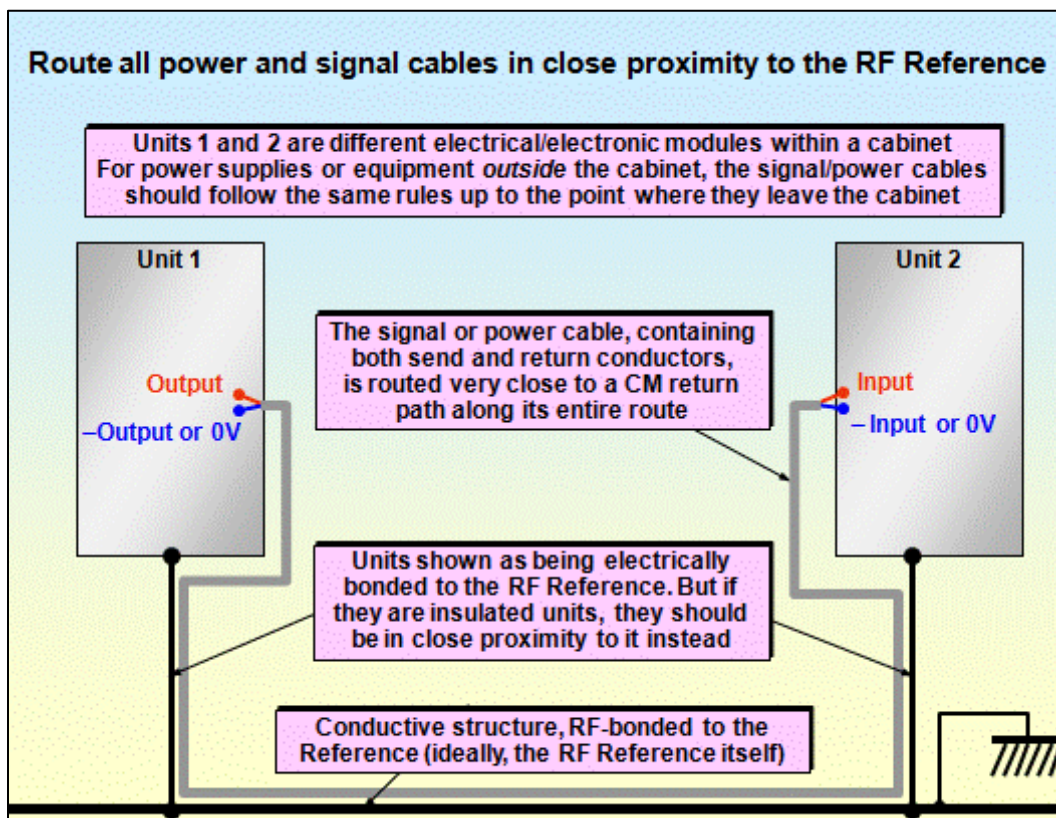 Route all power and signal cables in close proximity to the RF Reference
Units 1 and 2 are different electrical/electronic modules within a cabinet
For power supplies or equipment outside the cabinet, the signal/power cables
should follow the same rules up to the point where they leave the cabinet
Unit 1
Unit 2
The signal or power cable, containing
both send and return conductors,
is routed very close to a CM return
path along its entire route
Output
–Output or 0V
Input
– Input or 0V
Units shown as being electrically
bonded to the RF Reference. But if
they are insulated units, they should
be in close proximity to it instead
Conductive structure, RF-bonded to the
Reference (ideally, the RF Reference itself)